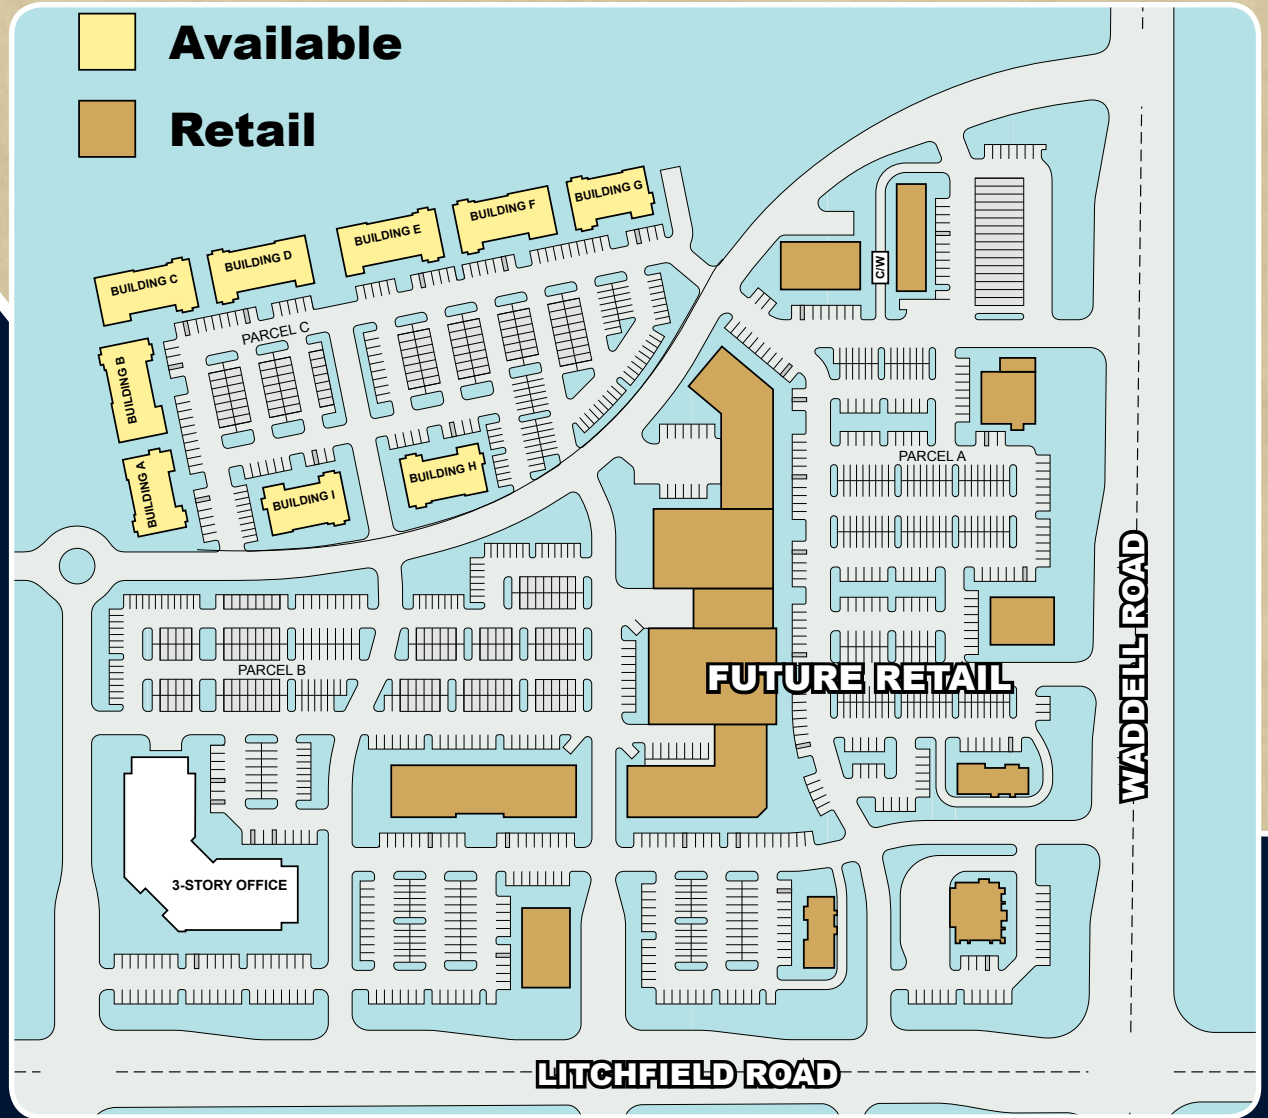 Available
Retail
BUILDING G
BUILDING F
BUILDING E
BUILDING D
BUILDING C
C/W
PARCEL C
BUILDING B
PARCEL A
BUILDING H
BUILDING A
BUILDING I
WADDELL ROAD
PARCEL B
FUTURE RETAIL
3-STORY OFFICE
LITCHFIELD ROAD